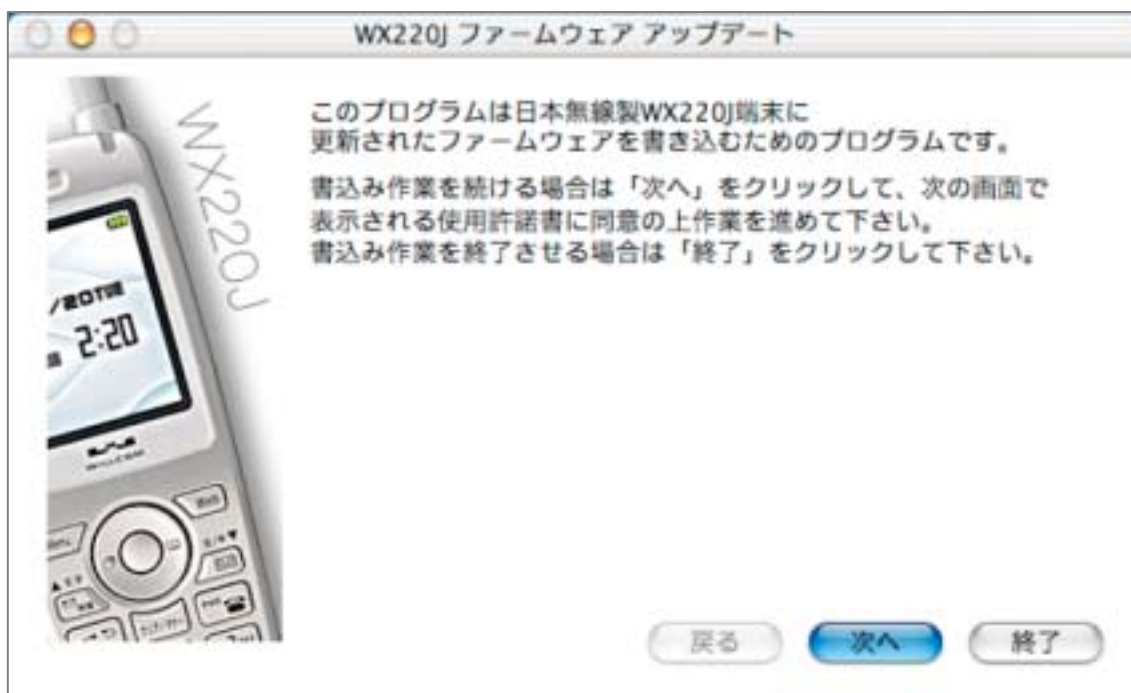 WX220J ファームウェア アップデート
WX220J
このプログラムは日本無線製WX220J端末に
更新されたファームウェアを書き込むためのプログラムです。
書込み作業を続ける場合は「次へ」をクリックして、次の画面で
表示される使用許諾書に同意の上作業を進めて下さい。
書込み作業を終了させる場合は「終了」をクリックして下さい。
2:20
戻る
次へ
終了